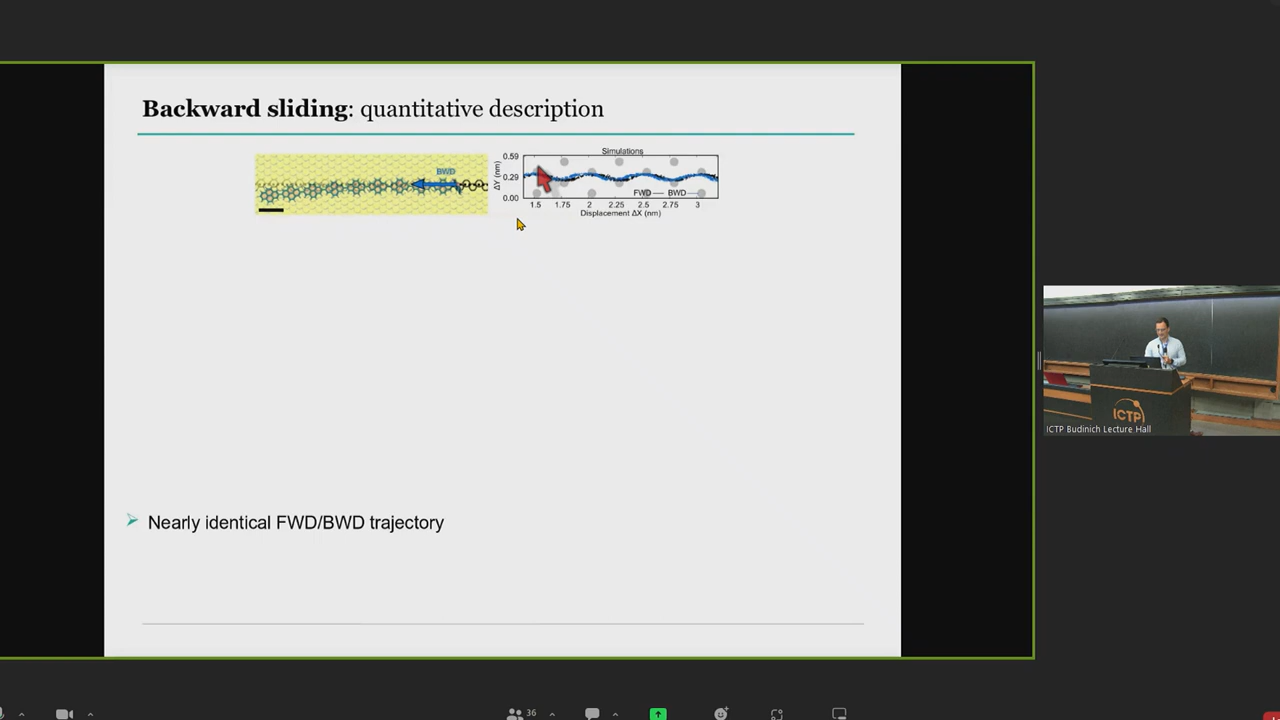 Backward sliding: quantitative description
BWD
Simulations
ΔY (nm)
0.59
0.29
0.00
FWD — BWD —
1.5 1.75 2 2.25 2.5 2.75 3
Displacement ΔX (nm)
Nearly identical FWD/BWD trajectory
ICTP
ICTP Budinich Lecture Hall
36